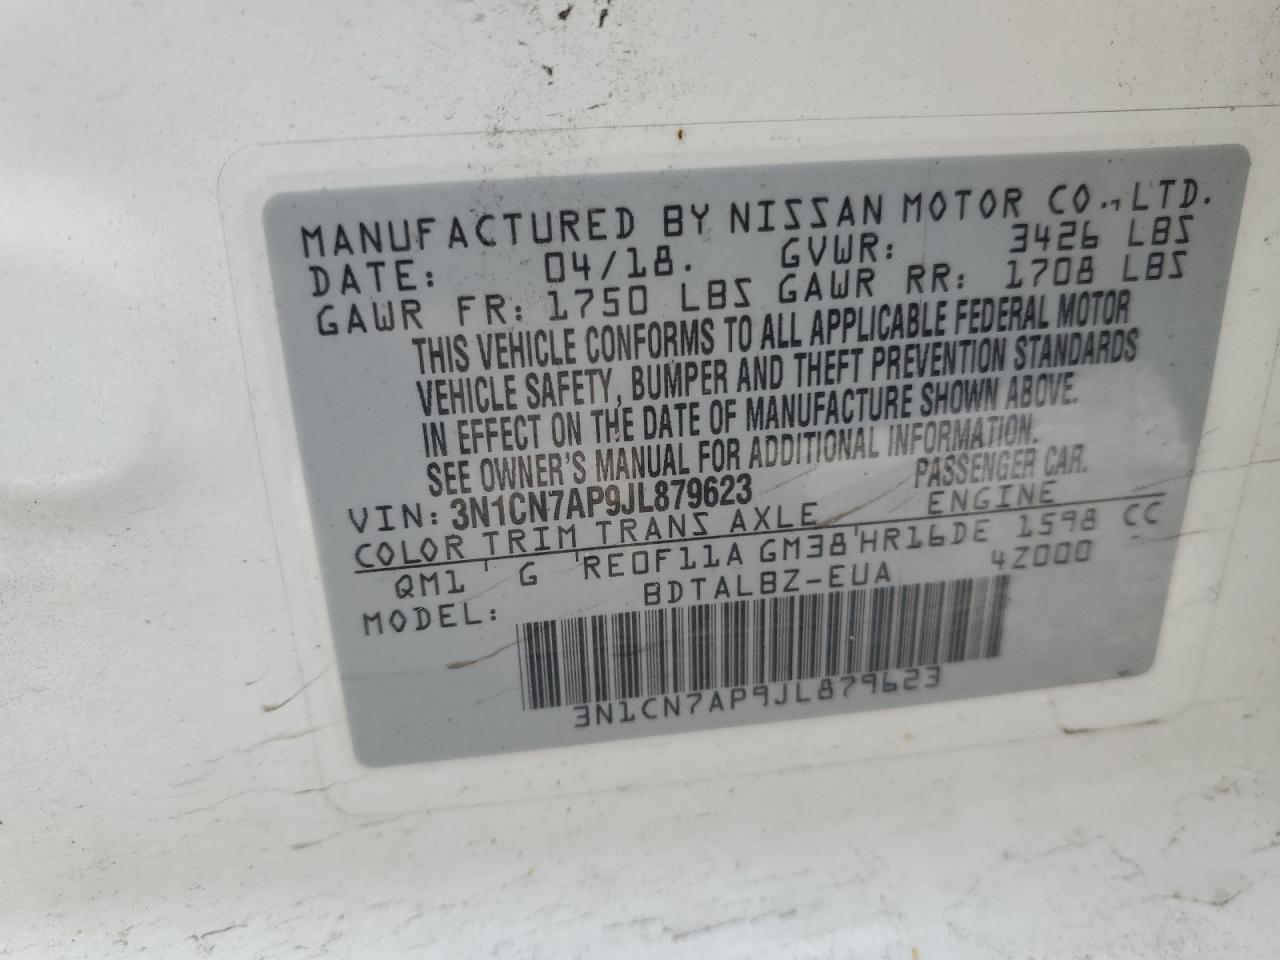 MANUFACTURED BY NISSAN MOTOR CO., LTD.
DATE: 04/18. GVWR: 3426 LBS
GAWR FR: 1750 LBS GAWR RR: 1708 LBS
THIS VEHICLE CONFORMS TO ALL APPLICABLE FEDERAL MOTOR
VEHICLE SAFETY, BUMPER AND THEFT PREVENTION STANDARDS
IN EFFECT ON THE DATE OF MANUFACTURE SHOWN ABOVE.
SEE OWNER'S MANUAL FOR ADDITIONAL INFORMATION.
VIN: 3N1CN7AP9JL879623 PASSENGER CAR.
COLOR TRIM TRANS AXLE ENGINE
QM1 G RE0F11A GM38 HR16DE 1598 CC
MODEL: BDTALBZ-EUA 4Z000
3N1CN7AP9JL879623